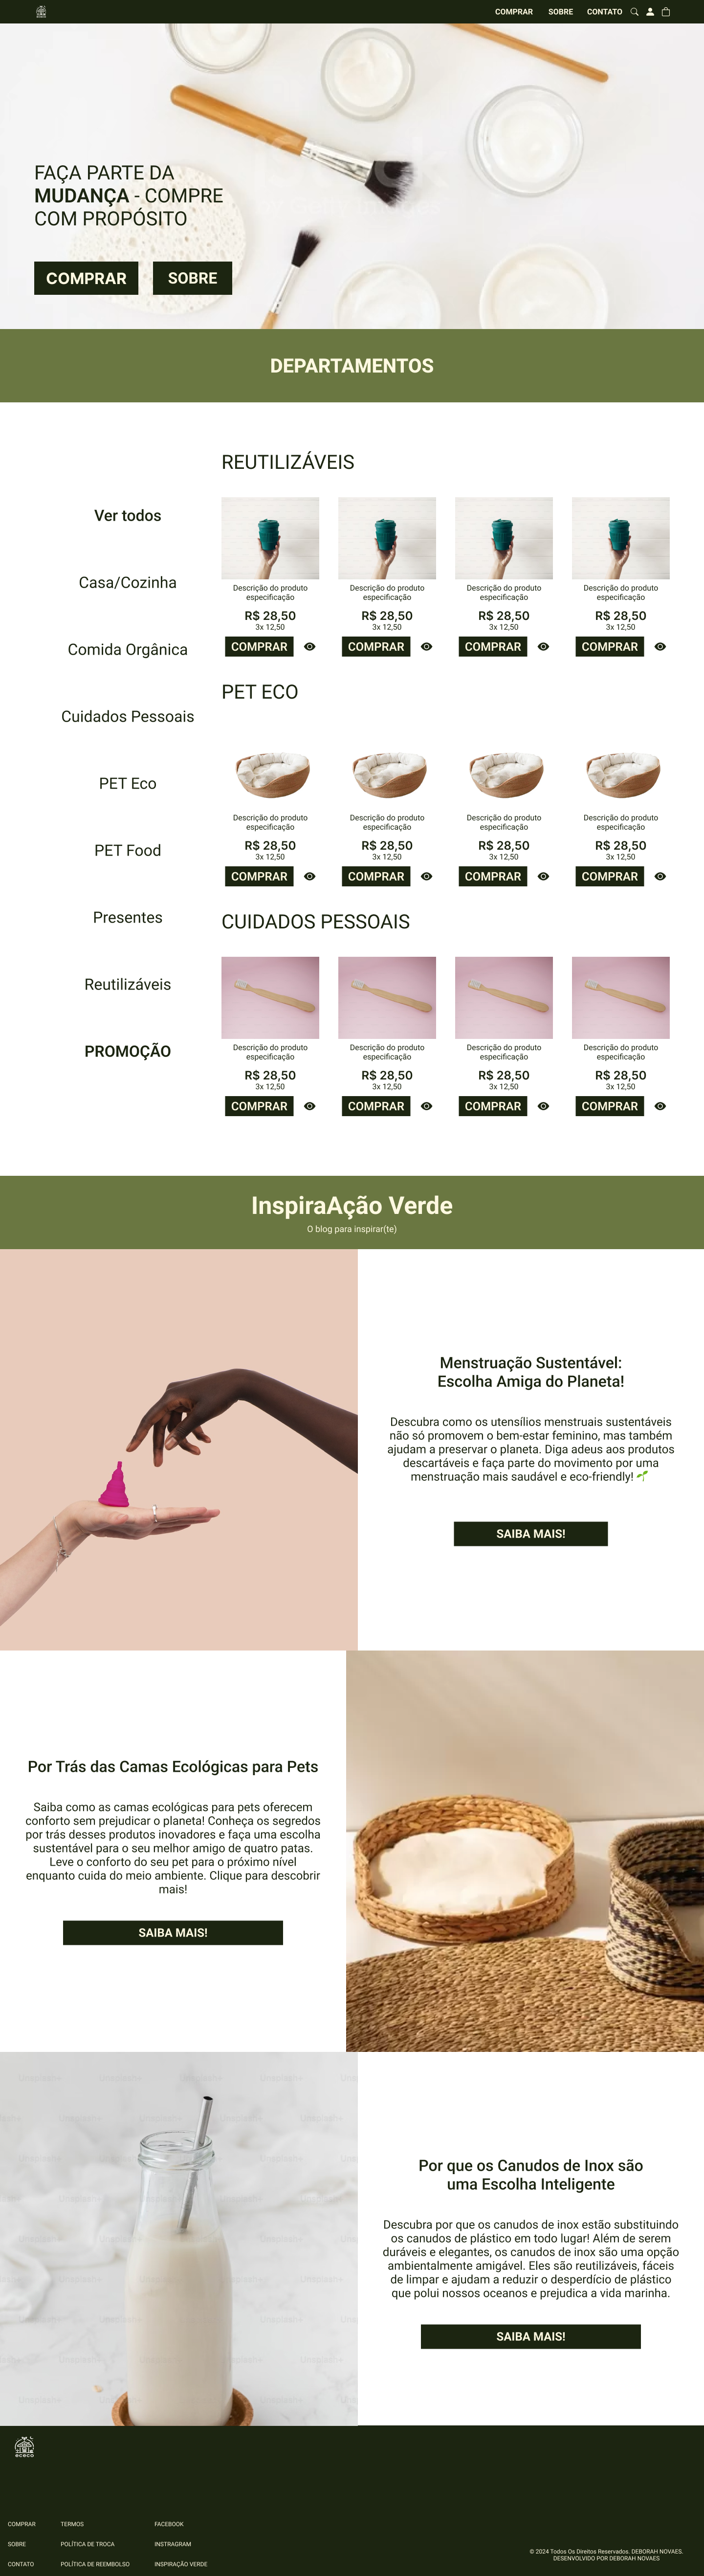 COMPRAR SOBRE CONTATO
FAÇA PARTE DA
MUDANÇA - COMPRE
COM PROPÓSITO
COMPRAR SOBRE
DEPARTAMENTOS
Ver todos
Casa/Cozinha
Comida Orgânica
Cuidados Pessoais
PET Eco
PET Food
Presentes
Reutilizáveis
PROMOÇÃO
REUTILIZÁVEIS
Descrição do produto Descrição do produto Descrição do produto Descrição do produto
especificação especificação especificação especificação
R$ 28,50 R$ 28,50 R$ 28,50 R$ 28,50
3x 12,50 3x 12,50 3x 12,50 3x 12,50
COMPRAR COMPRAR COMPRAR COMPRAR
PET ECO
Descrição do produto Descrição do produto Descrição do produto Descrição do produto
especificação especificação especificação especificação
R$ 28,50 R$ 28,50 R$ 28,50 R$ 28,50
3x 12,50 3x 12,50 3x 12,50 3x 12,50
COMPRAR COMPRAR COMPRAR COMPRAR
CUIDADOS PESSOAIS
Descrição do produto Descrição do produto Descrição do produto Descrição do produto
especificação especificação especificação especificação
R$ 28,50 R$ 28,50 R$ 28,50 R$ 28,50
3x 12,50 3x 12,50 3x 12,50 3x 12,50
COMPRAR COMPRAR COMPRAR COMPRAR
InspiraAção Verde
O blog para inspirar(te)
Menstruação Sustentável:
Escolha Amiga do Planeta!
Descubra como os utensílios menstruais sustentáveis
não só promovem o bem-estar feminino, mas também
ajudam a preservar o planeta. Diga adeus aos produtos
descartáveis e faça parte do movimento por uma
menstruação mais saudável e eco-friendly! 🌱
SAIBA MAIS!
Por Trás das Camas Ecológicas para Pets
Saiba como as camas ecológicas para pets oferecem
conforto sem prejudicar o planeta! Conheça os segredos
por trás desses produtos inovadores e faça uma escolha
sustentável para o seu melhor amigo de quatro patas.
Leve o conforto do seu pet para o próximo nível
enquanto cuida do meio ambiente. Clique para descobrir
mais!
SAIBA MAIS!
Por que os Canudos de Inox são
uma Escolha Inteligente
Descubra por que os canudos de inox estão substituindo
os canudos de plástico em todo lugar! Além de serem
duráveis e elegantes, os canudos de inox são uma opção
ambientalmente amigável. Eles são reutilizáveis, fáceis
de limpar e ajudam a reduzir o desperdício de plástico
que polui nossos oceanos e prejudica a vida marinha.
SAIBA MAIS!
ececo
COMPRAR TERMOS FACEBOOK
SOBRE POLÍTICA DE TROCA INSTRAGRAM
CONTATO POLÍTICA DE REEMBOLSO INSPIRAÇÃO VERDE
© 2024 Todos Os Direitos Reservados. DEBORAH NOVAES.
DESENVOLVIDO POR DEBORAH NOVAES